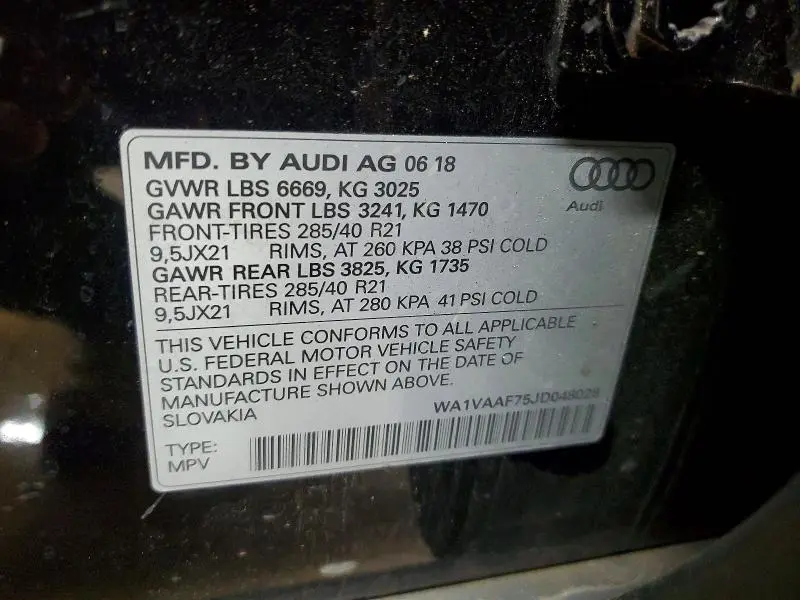 MFD. BY AUDI AG 06 18
Audi
GVWR LBS 6669, KG 3025
GAWR FRONT LBS 3241, KG 1470
FRONT-TIRES 285/40 R21
9,5JX21 RIMS, AT 260 KPA 38 PSI COLD
GAWR REAR LBS 3825, KG 1735
REAR-TIRES 285/40 R21
9,5JX21 RIMS, AT 280 KPA 41 PSI COLD
THIS VEHICLE CONFORMS TO ALL APPLICABLE
U.S. FEDERAL MOTOR VEHICLE SAFETY
STANDARDS IN EFFECT ON THE DATE OF
MANUFACTURE SHOWN ABOVE.
SLOVAKIA
WA1VAAF75JD048028
TYPE:
MPV